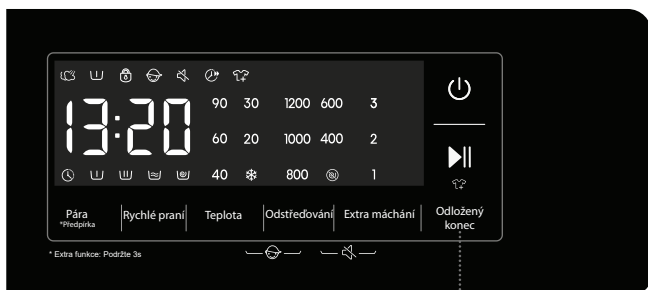 90 30 1200 600 3
13:20
60 20 1000 400 2
40 800 1
Pára
*Předpírka
Rychlé praní
Teplota
Odstřeďování
Extra máchání
Odložený
konec
* Extra funkce: Podržte 3s